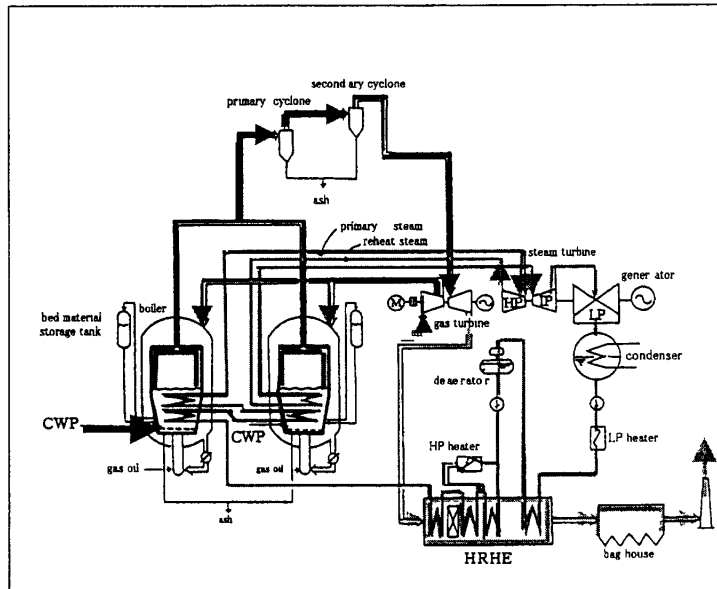 secondary cyclone
primary cyclone
ash
primary steam
reheat steam
steam turbine
generator
HP
IP
LP
M
gas turbine
boiler
bed material
storage tank
condenser
deaerator
CWP
CWP
LP heater
HP heater
gas oil
gas oil
ash
HRHE
bag house